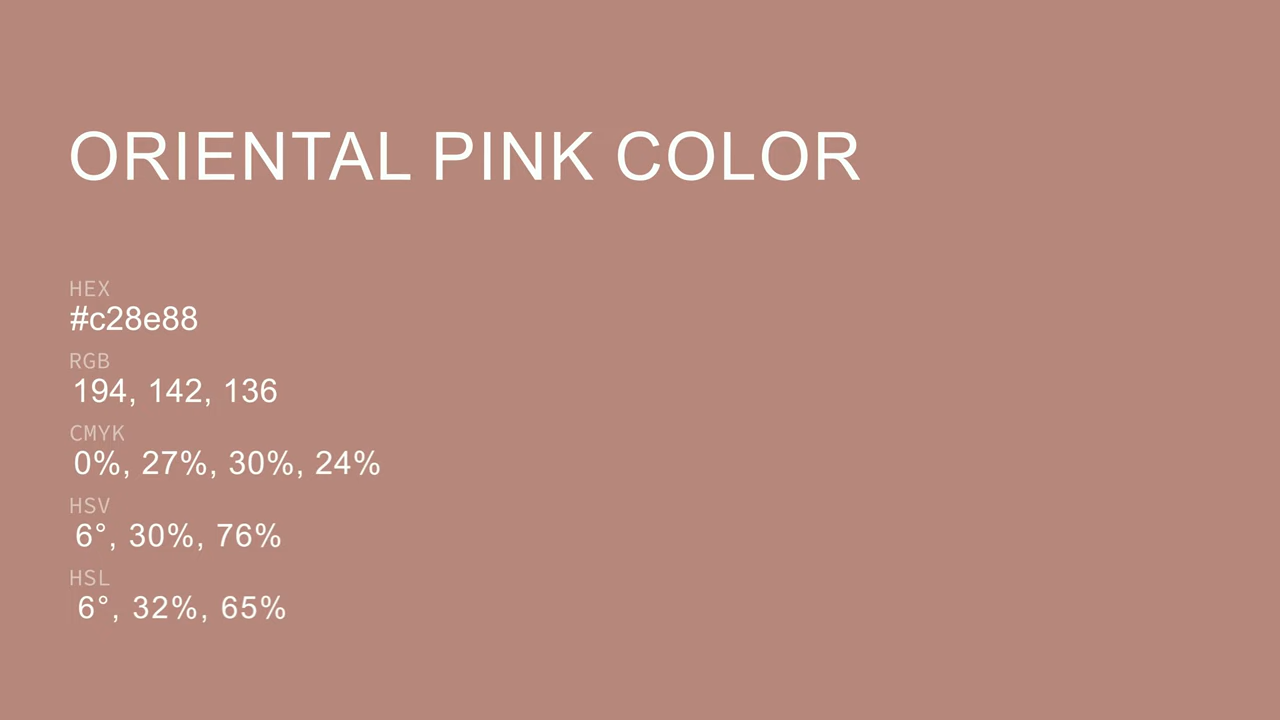 ORIENTAL PINK COLOR
HEX
#c28e88
RGB
194, 142, 136
CMYK
0%, 27%, 30%, 24%
HSV
6°, 30%, 76%
HSL
6°, 32%, 65%